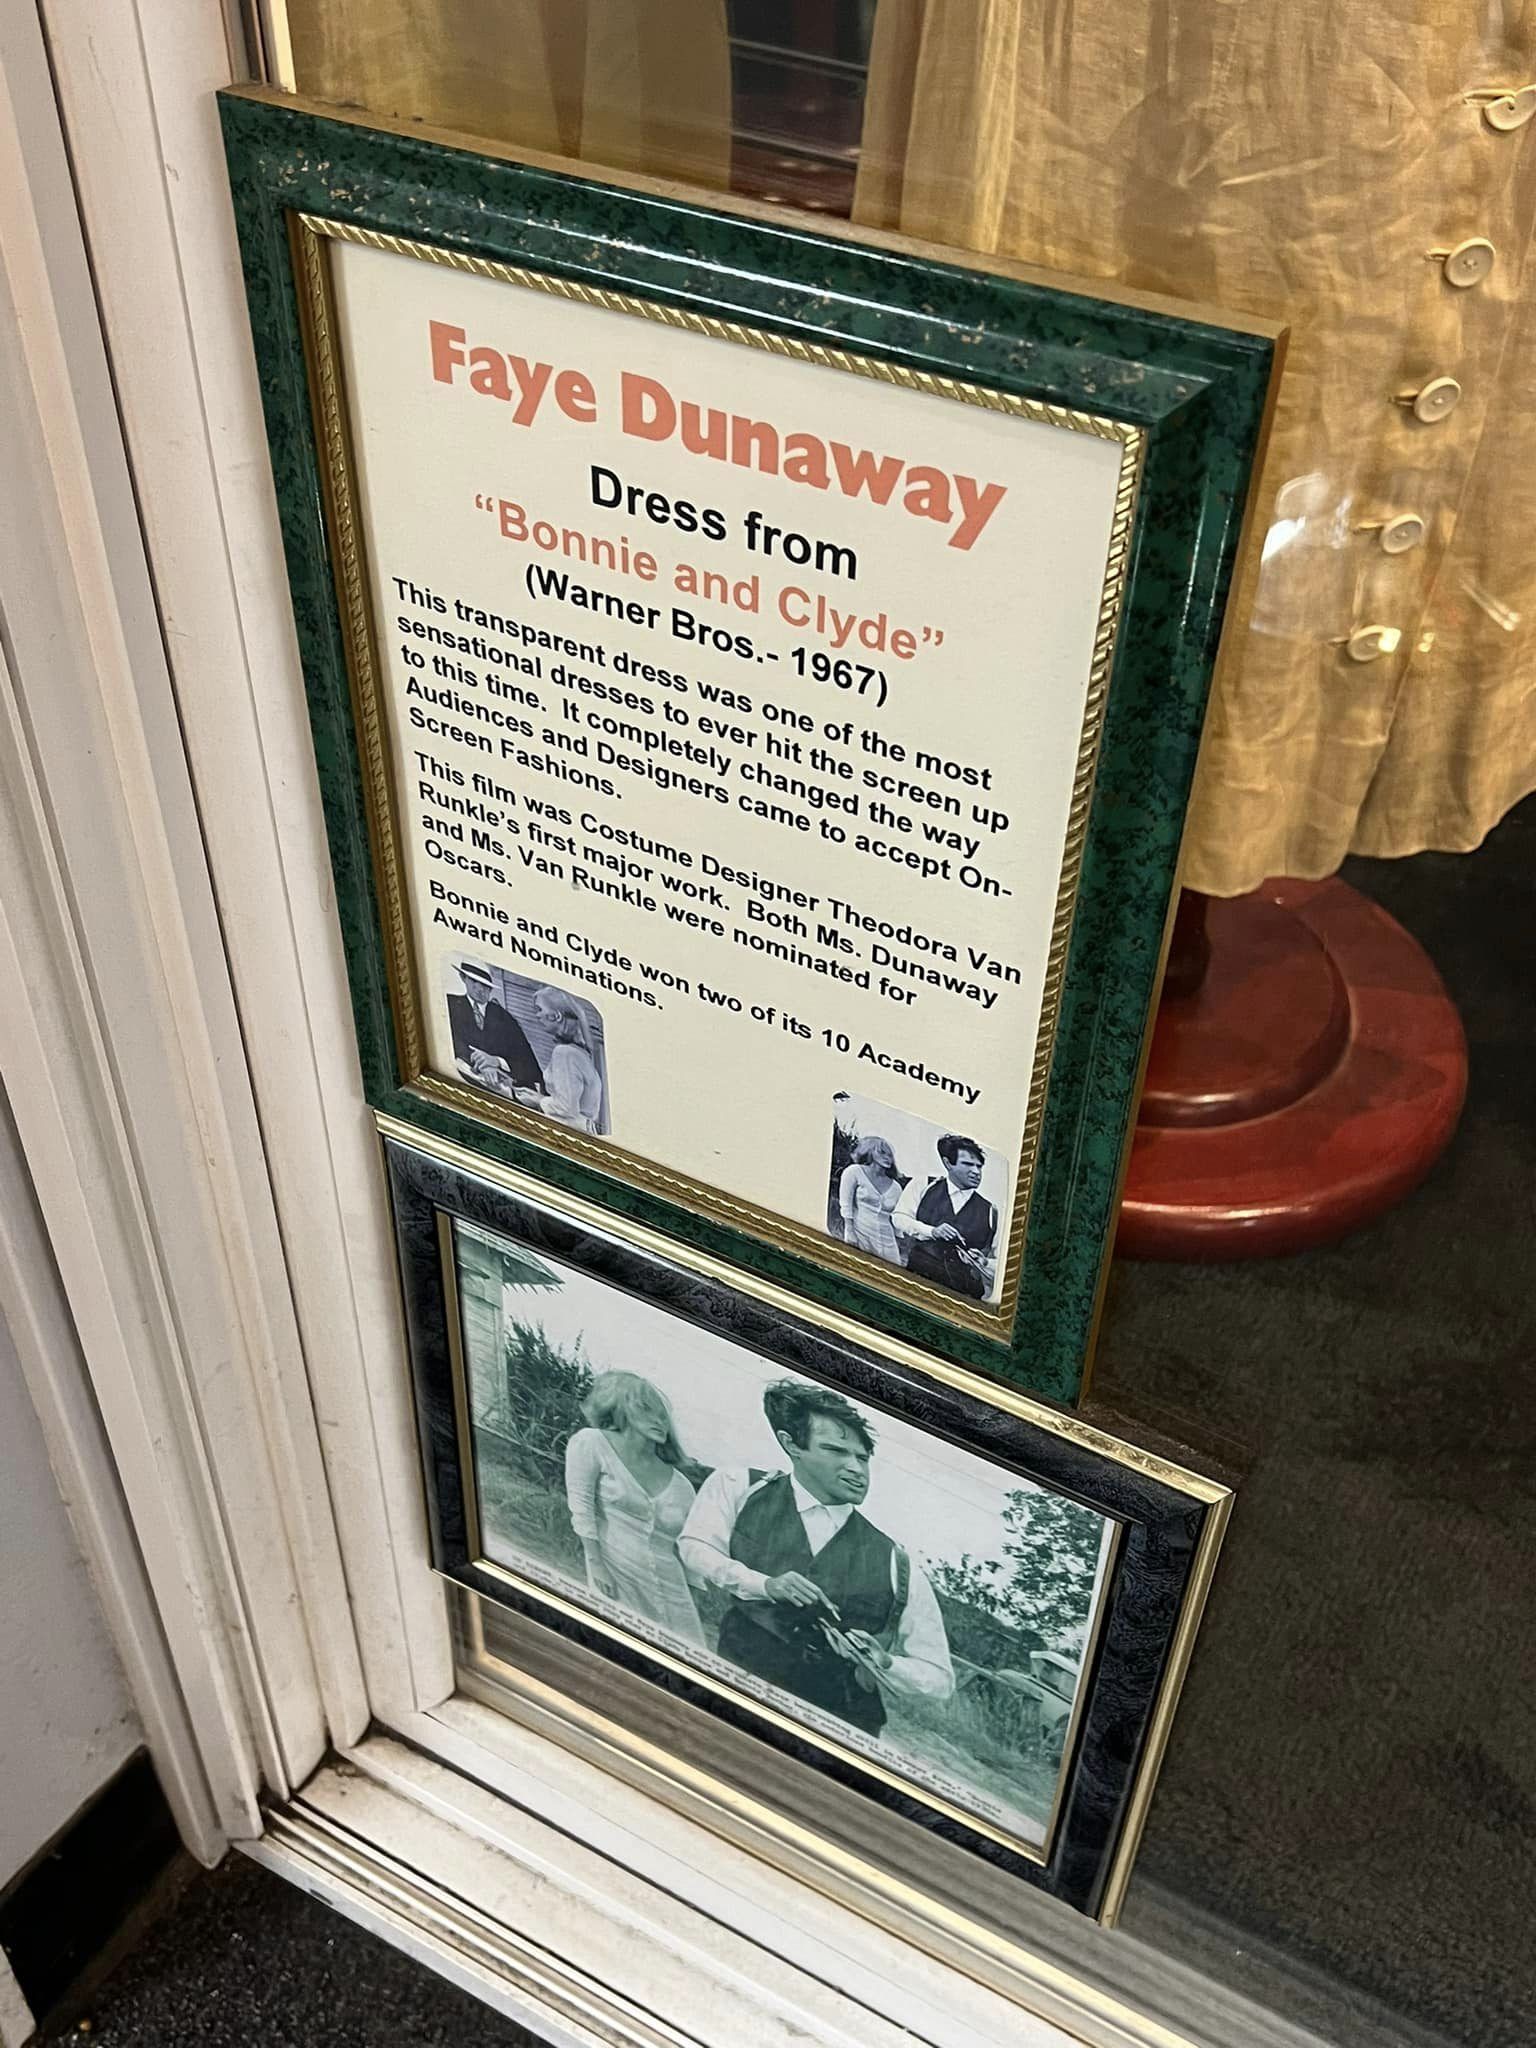 Faye Dunaway
Dress from
“Bonnie and Clyde”
(Warner Bros.- 1967)
This transparent dress was one of the most
sensational dresses to ever hit the screen up
to this time. It completely changed the way
Audiences and Designers came to accept On-
Screen Fashions.
This film was Costume Designer Theodora Van
Runkle’s first major work. Both Ms. Dunaway
and Ms. Van Runkle were nominated for
Oscars.
Bonnie and Clyde won two of its 10 Academy
Award Nominations.